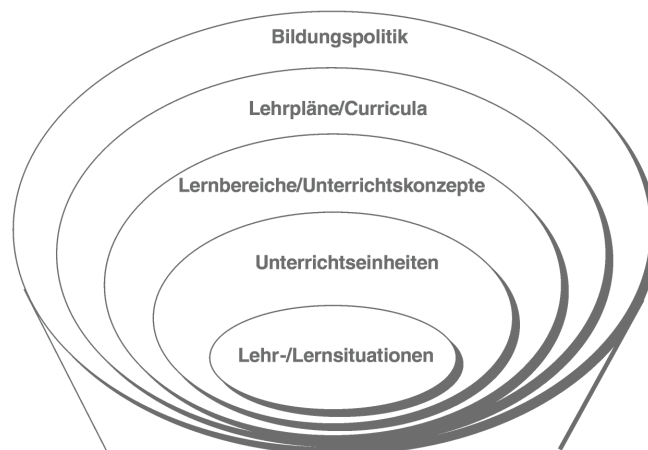 Bildungspolitik
Lehrpläne/Curricula
Lernbereiche/Unterrichtskonzepte
Unterrichtseinheiten
Lehr-/Lernsituationen